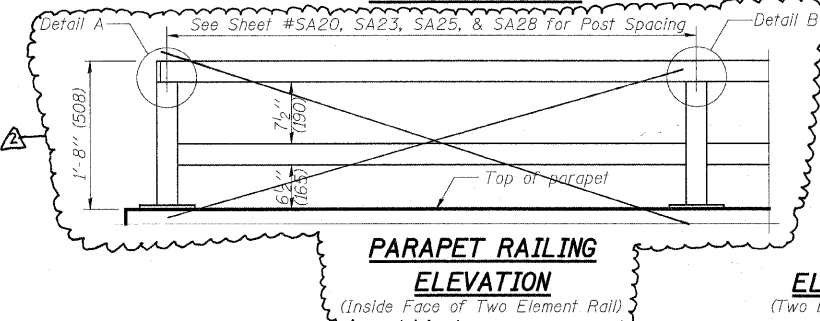 Detail A
See Sheet #SA20, SA23, SA25, & SA28 for Post Spacing
Detail B
1'-8" (508)
7½"
(190)
2
6½"
(165)
Top of parapet
PARAPET RAILING
ELEVATION
(Inside Face of Two Element Rail)
EL
(Two